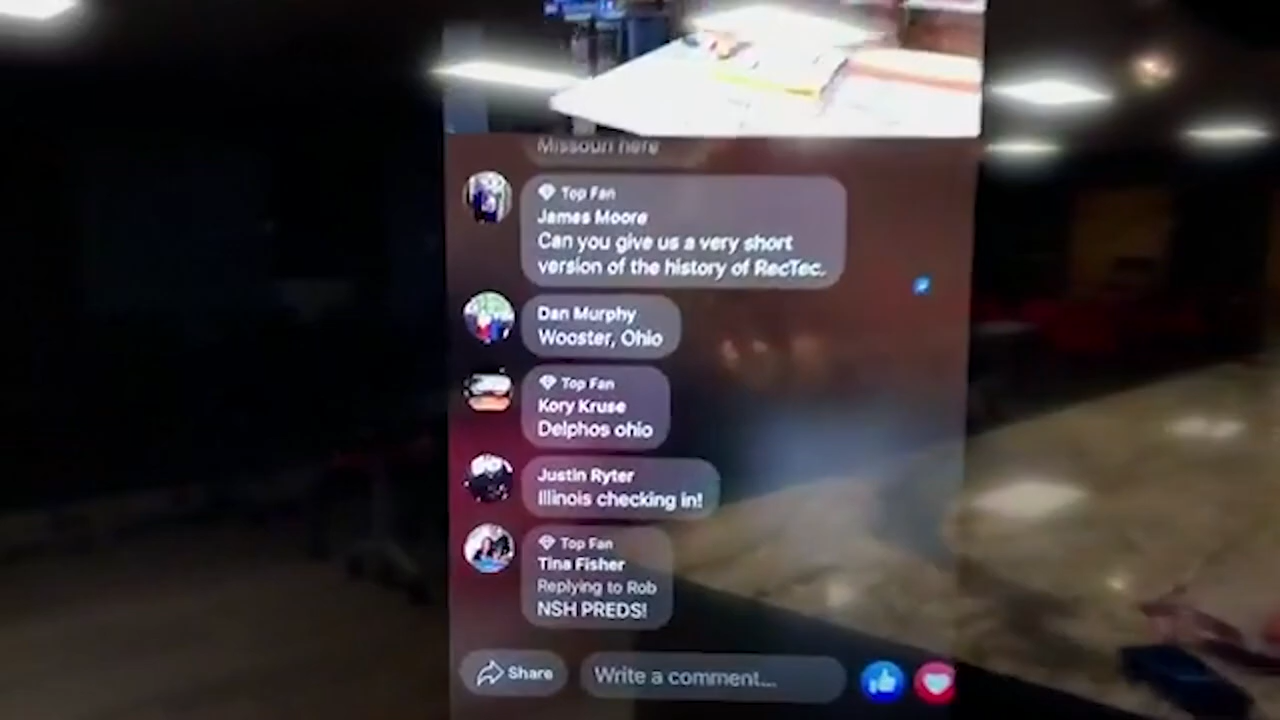 Missouri here
Top Fan
James Moore
Can you give us a very short
version of the history of RecTec.
Dan Murphy
Wooster, Ohio
Top Fan
Kory Kruse
Delphos ohio
Justin Ryter
Illinois checking in!
Top Fan
Tina Fisher
Replying to Rob
NSH PREDS!
Share
Write a comment...